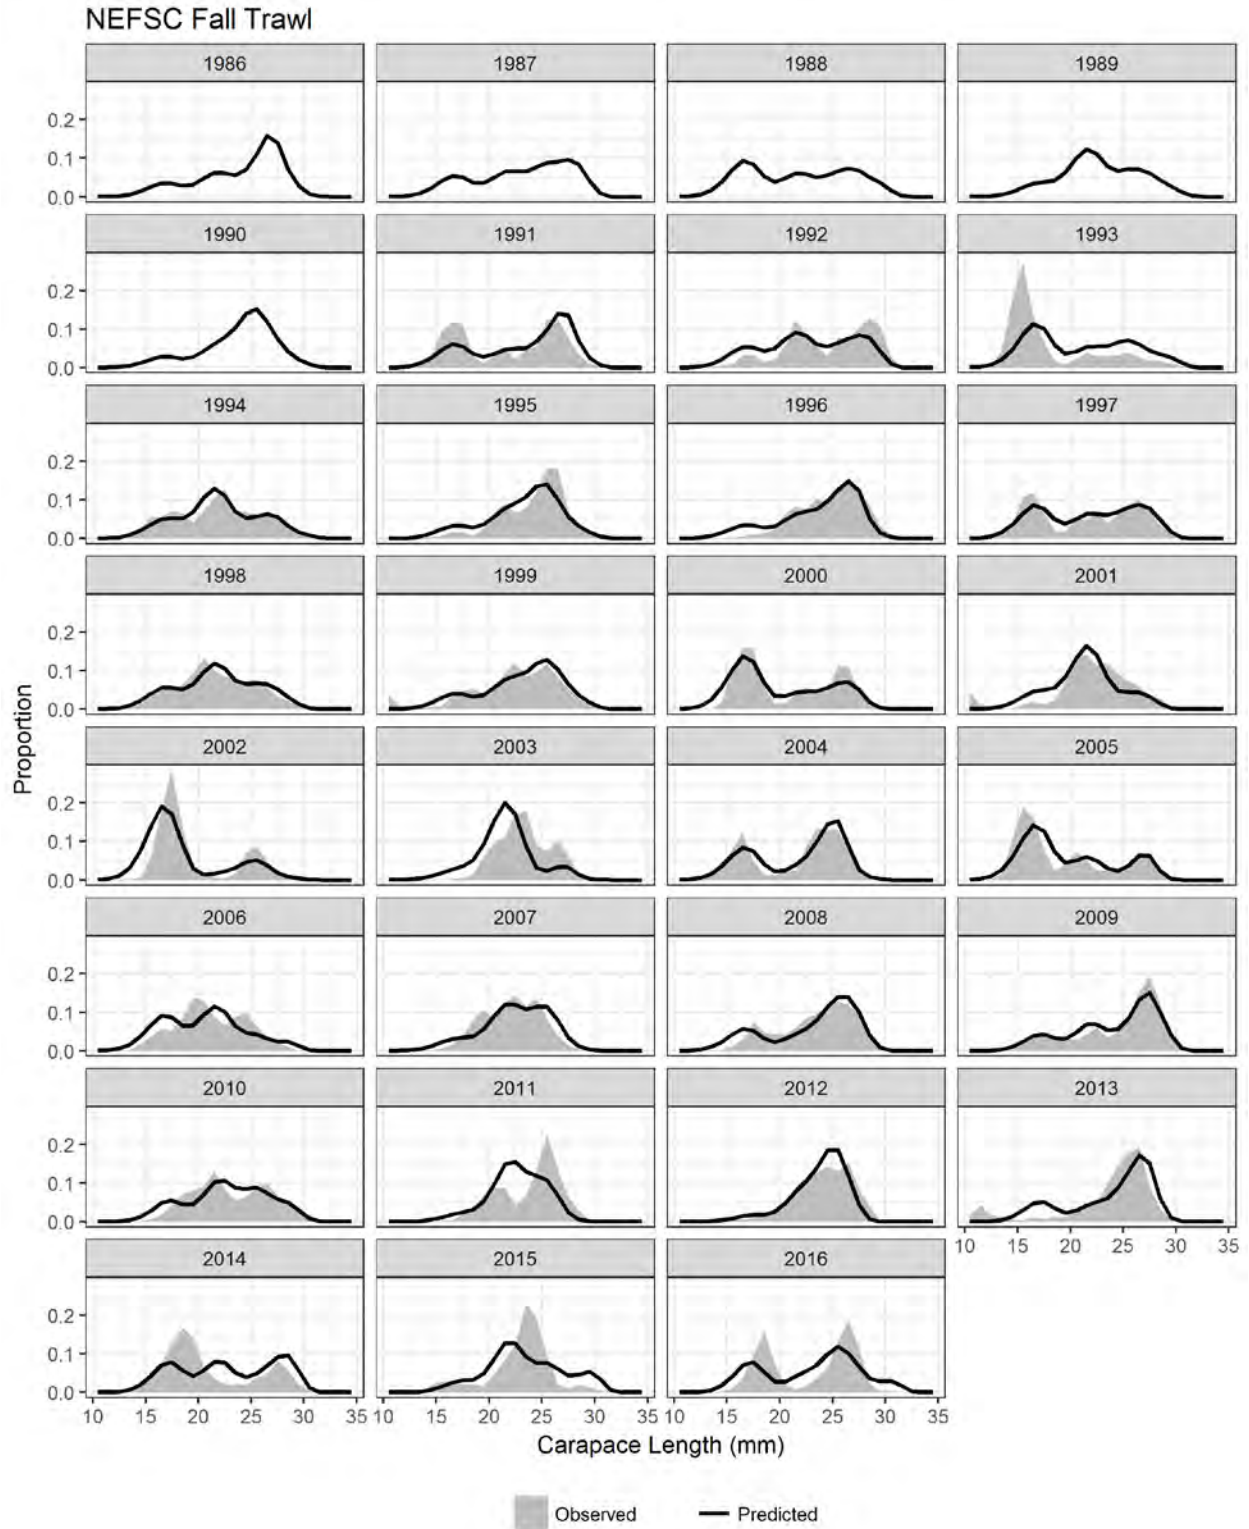 NEFSC Fall Trawl
1986 1987 1988 1989
0.2
0.1
0.0
1990 1991 1992 1993
0.2
0.1
0.0
1994 1995 1996 1997
0.2
0.1
0.0
1998 1999 2000 2001
0.2
0.1
0.0
Proportion
2002 2003 2004 2005
0.2
0.1
0.0
2006 2007 2008 2009
0.2
0.1
0.0
2010 2011 2012 2013
0.2
0.1
0.0
10 15 20 25 30 35
2014 2015 2016
0.2
0.1
0.0
10 15 20 25 30 35 10 15 20 25 30 35 10 15 20 25 30 35
Carapace Length (mm)
Observed Predicted